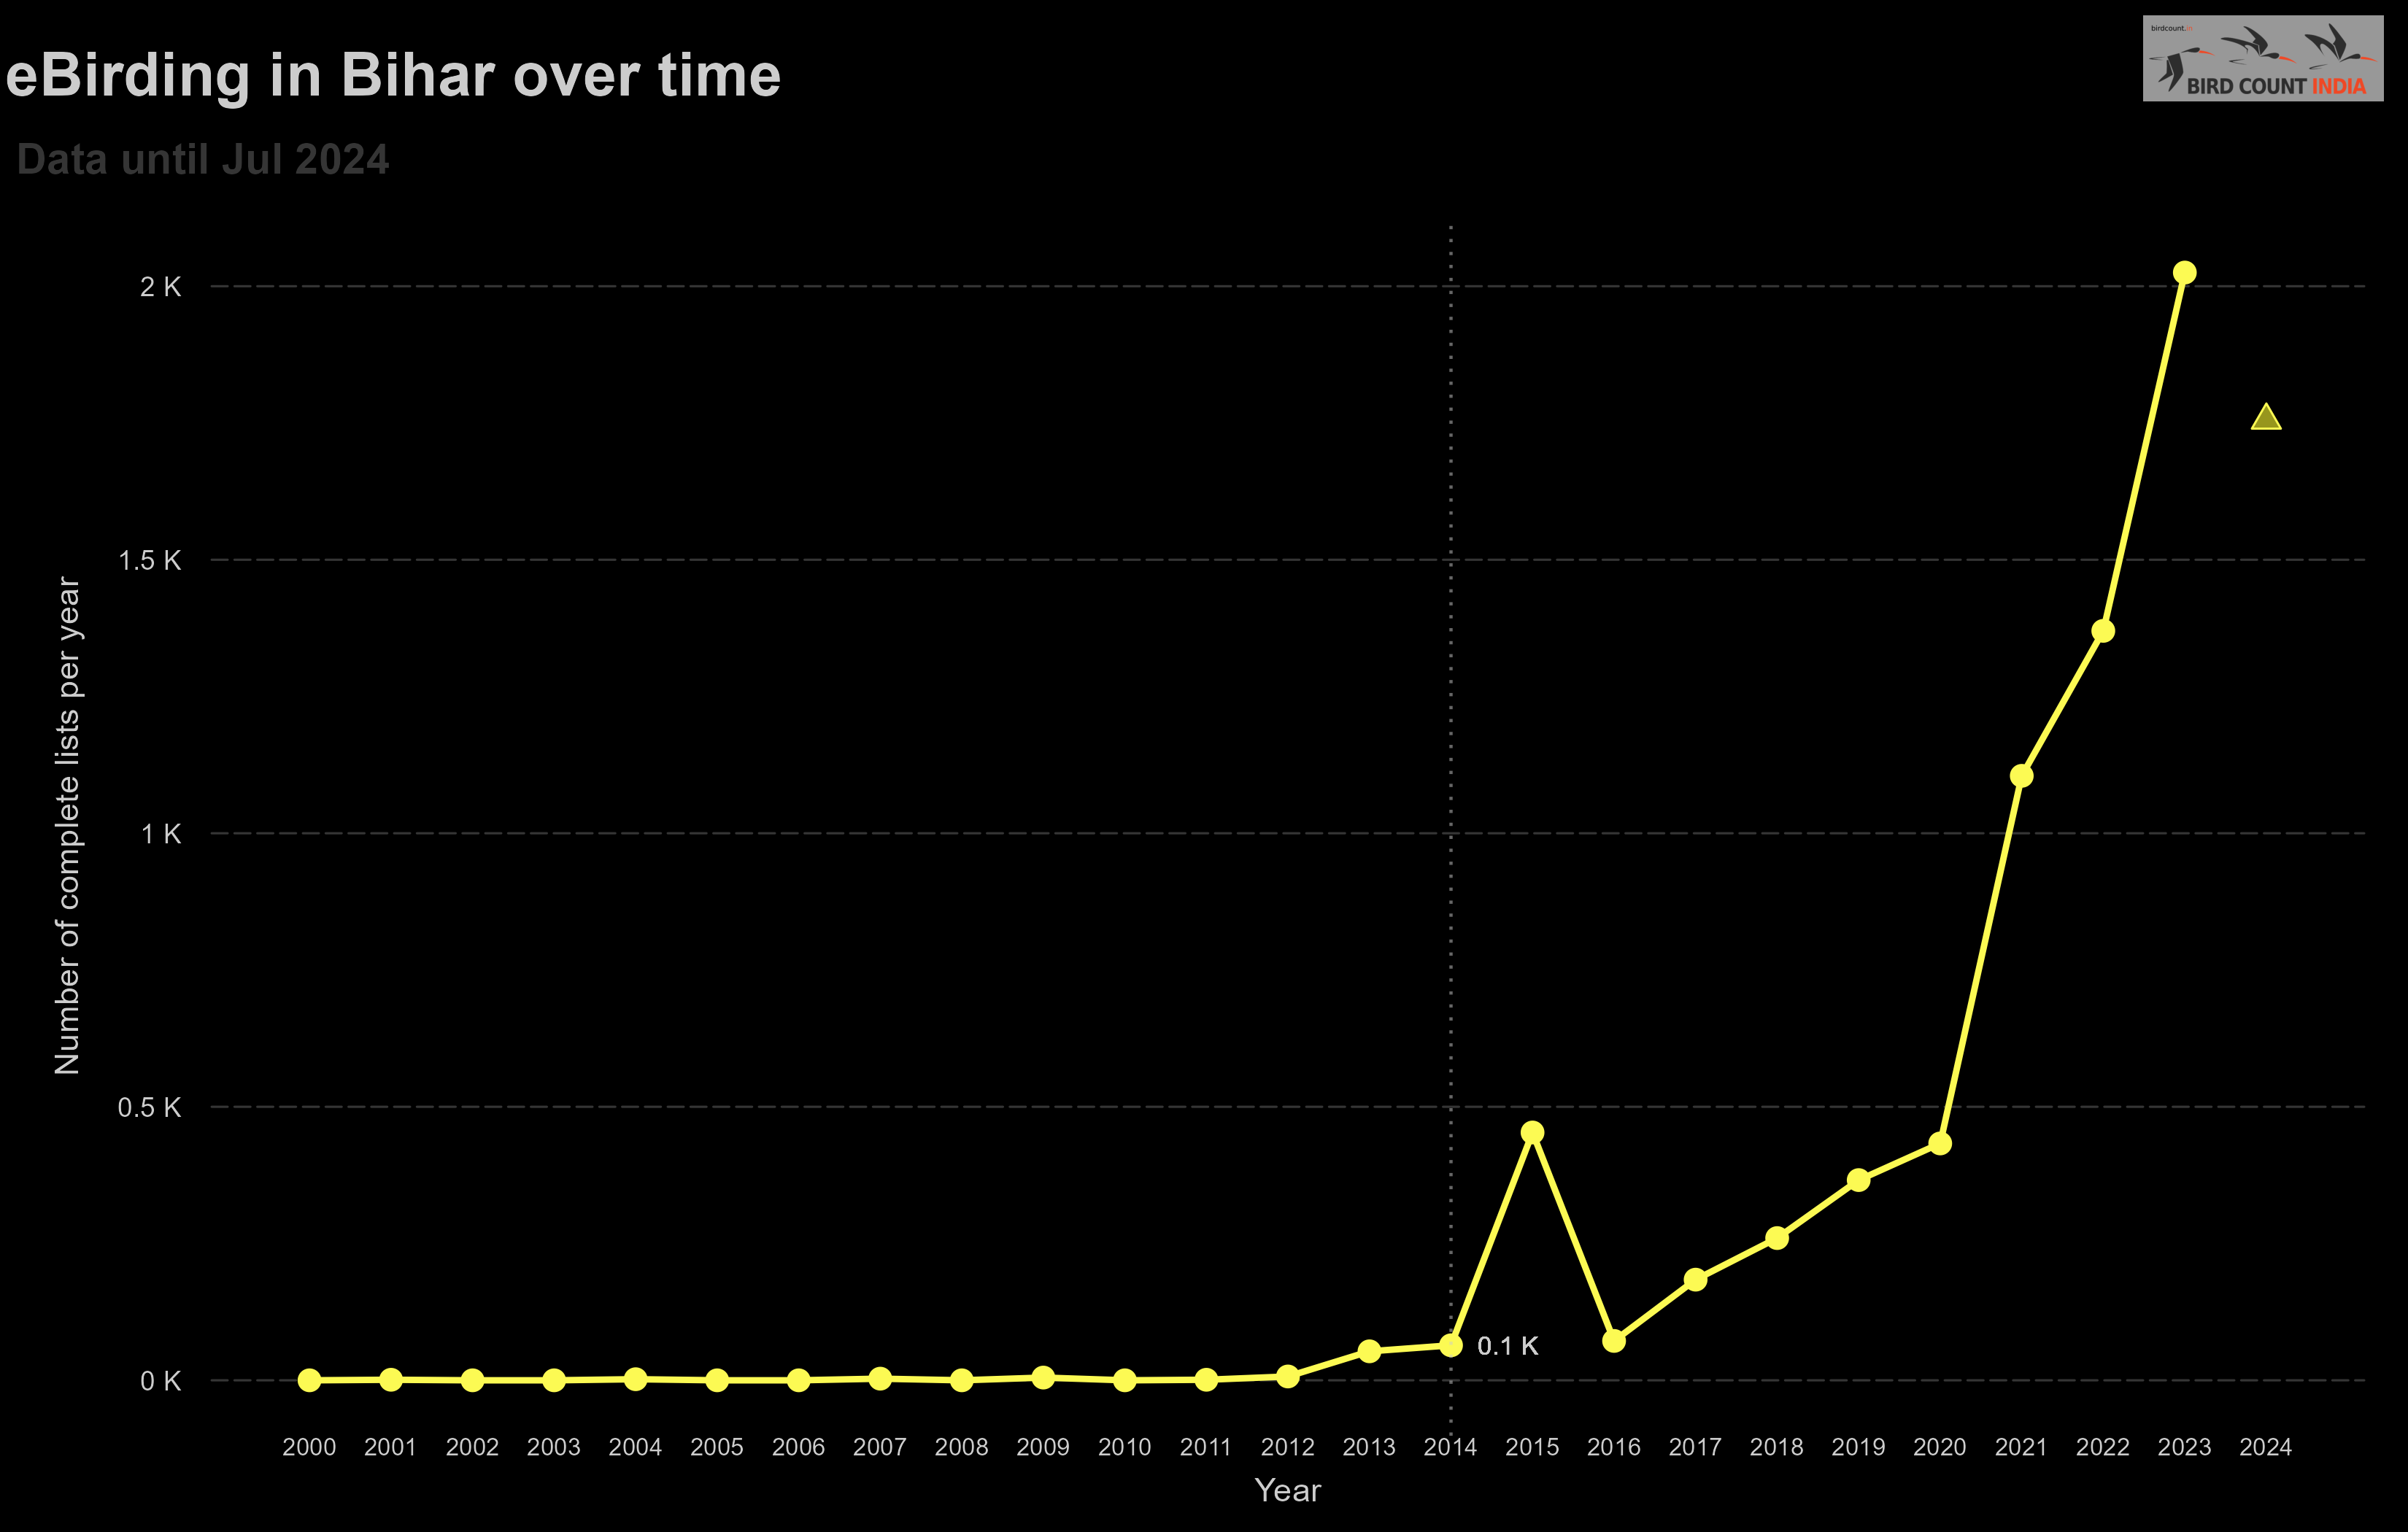 eBirding in Bihar over time
birdcount.in
BIRD COUNT INDIA
Data until Jul 2024
Number of complete lists per year
2 K
1.5 K
1 K
0.5 K
0 K
0.1 K
2000 2001 2002 2003 2004 2005 2006 2007 2008 2009 2010 2011 2012 2013 2014 2015 2016 2017 2018 2019 2020 2021 2022 2023 2024
Year